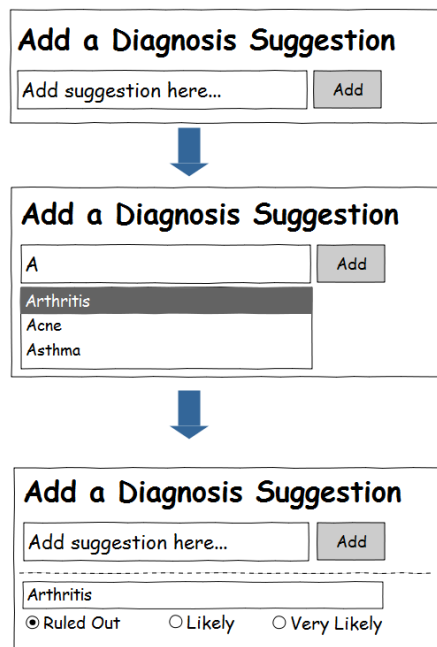 Add a Diagnosis Suggestion
Add suggestion here... Add
Add a Diagnosis Suggestion
A Add
Arthritis
Acne
Asthma
Add a Diagnosis Suggestion
Add suggestion here... Add
Arthritis
Ruled Out Likely Very Likely